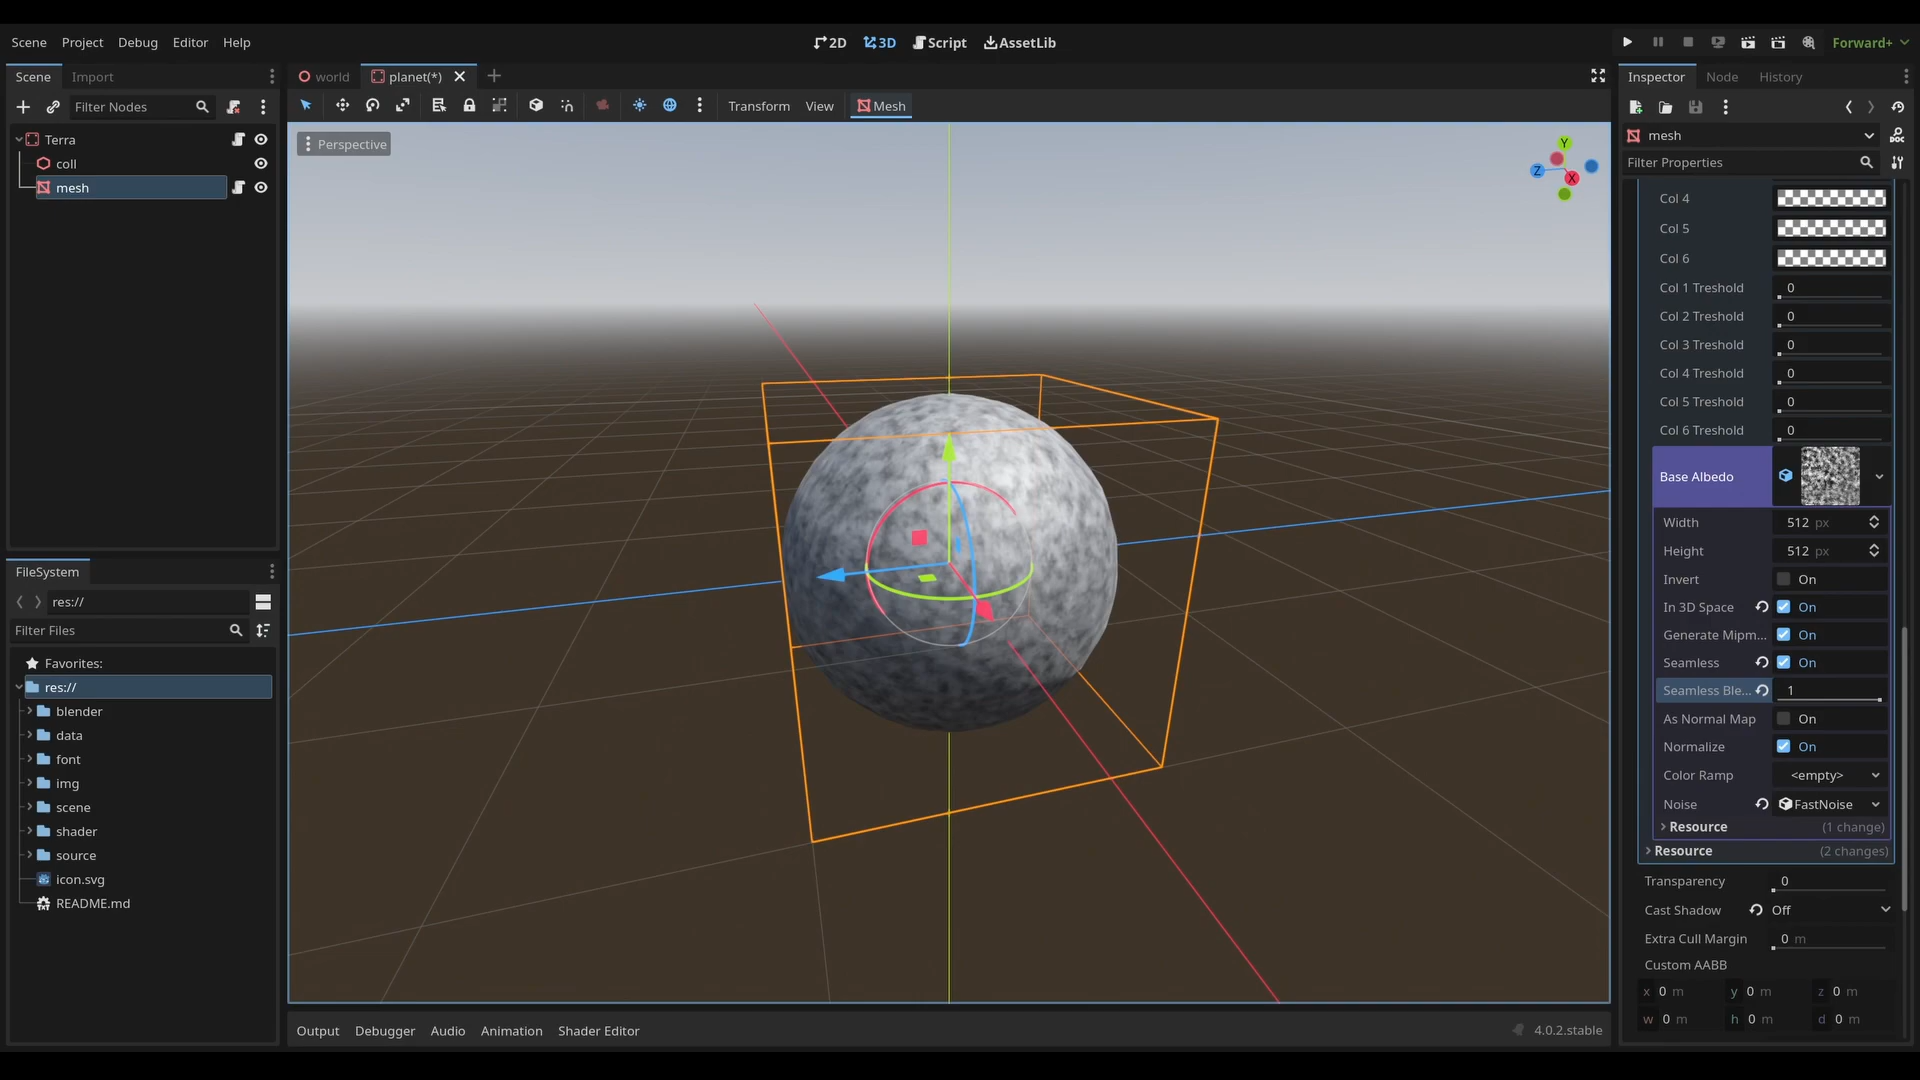 Scene Project Debug Editor Help
2D 3D Script AssetLib
Forward+
Scene Import
Filter Nodes
Terra
coll
mesh
FileSystem
res://
Filter Files
Favorites:
res://
blender
data
font
img
scene
shader
source
icon.svg
README.md
world planet(*)
Transform View Mesh
Perspective
Y
Z
X
Output Debugger Audio Animation Shader Editor
4.0.2.stable
Inspector Node History
mesh
Filter Properties
Col 4
Col 5
Col 6
Col 1 Treshold 0
Col 2 Treshold 0
Col 3 Treshold 0
Col 4 Treshold 0
Col 5 Treshold 0
Col 6 Treshold 0
Base Albedo
Width 512 px
Height 512 px
Invert On
In 3D Space On
Generate Mipm... On
Seamless On
Seamless Ble... 1
As Normal Map On
Normalize On
Color Ramp <empty>
Noise FastNoise
Resource (1 change)
Resource (2 changes)
Transparency 0
Cast Shadow Off
Extra Cull Margin 0 m
Custom AABB
x 0 m y 0 m z 0 m
w 0 m h 0 m d 0 m